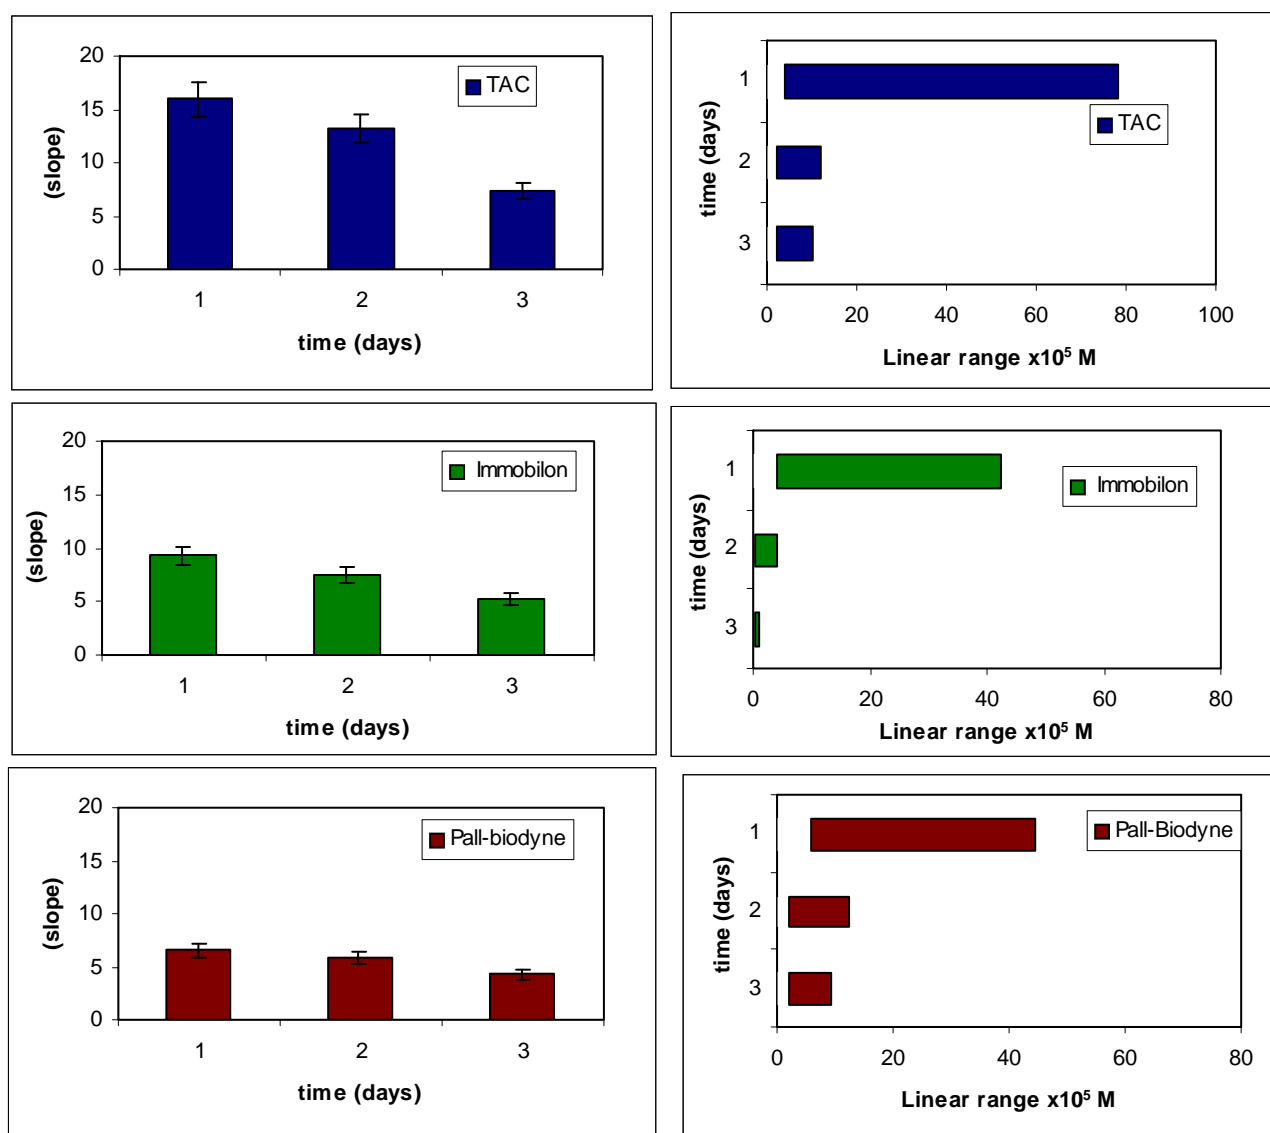 20
15
10
5
0
(slope)
TAC
1 2 3
time (days)
time (days)
1
2
3
TAC
0 20 40 60 80 100
Linear range x10⁵ M
20
15
10
5
0
(slope)
Immobilon
1 2 3
time (days)
time (days)
1
2
3
Immobilon
0 20 40 60 80
Linear range x10⁵ M
20
15
10
5
0
(slope)
Pall-biodyne
1 2 3
time (days)
time (days)
1
2
3
Pall-Biodyne
0 20 40 60 80
Linear range x10⁵ M